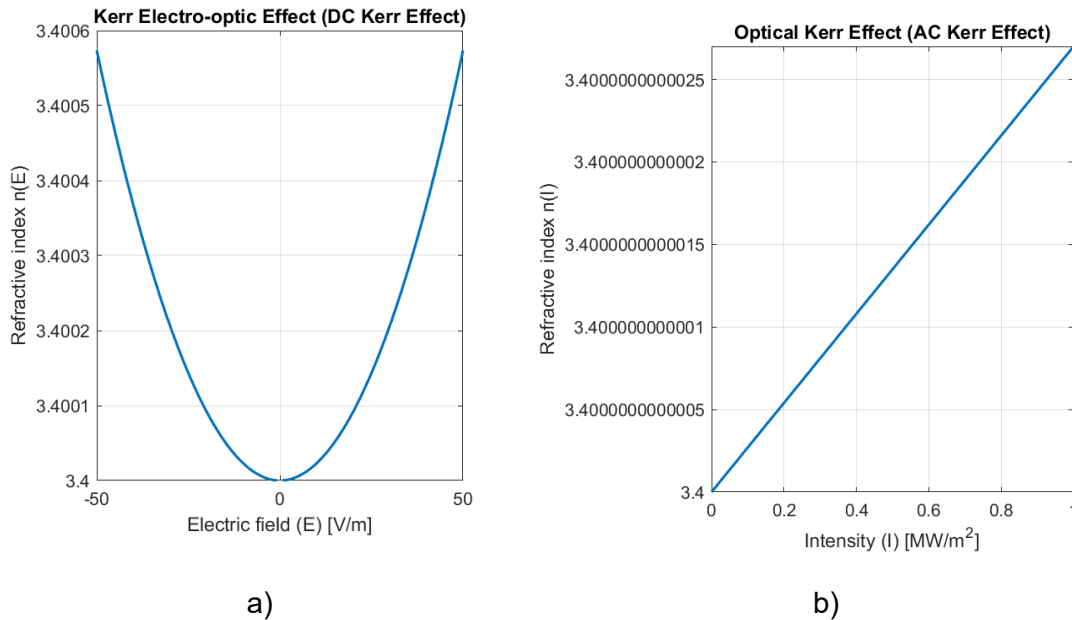 Kerr Electro-optic Effect (DC Kerr Effect)
3.4006
3.4005
3.4004
3.4003
3.4002
3.4001
3.4
-50
0
50
Refractive index n(E)
Electric field (E) [V/m]
a)
Optical Kerr Effect (AC Kerr Effect)
3.4000000000025
3.400000000002
3.4000000000015
3.400000000001
3.4000000000005
3.4
0
0.2
0.4
0.6
0.8
1
Refractive index n(I)
Intensity (I) [MW/m²]
b)